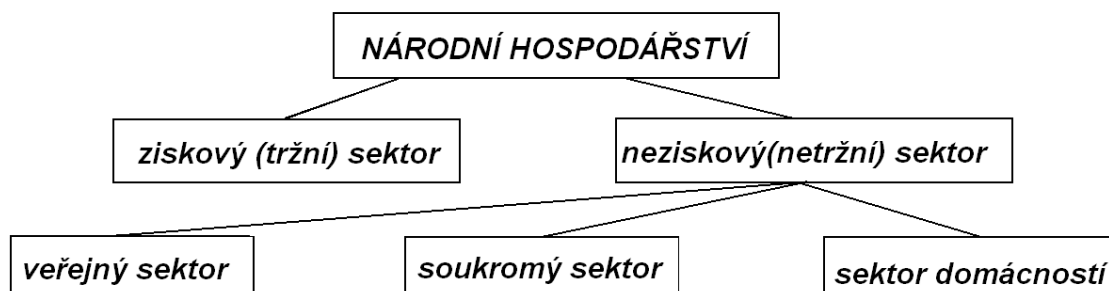 NÁRODNÍ HOSPODÁŘSTVÍ
ziskový (tržní) sektor
neziskový(netržní) sektor
veřejný sektor
soukromý sektor
sektor domácností